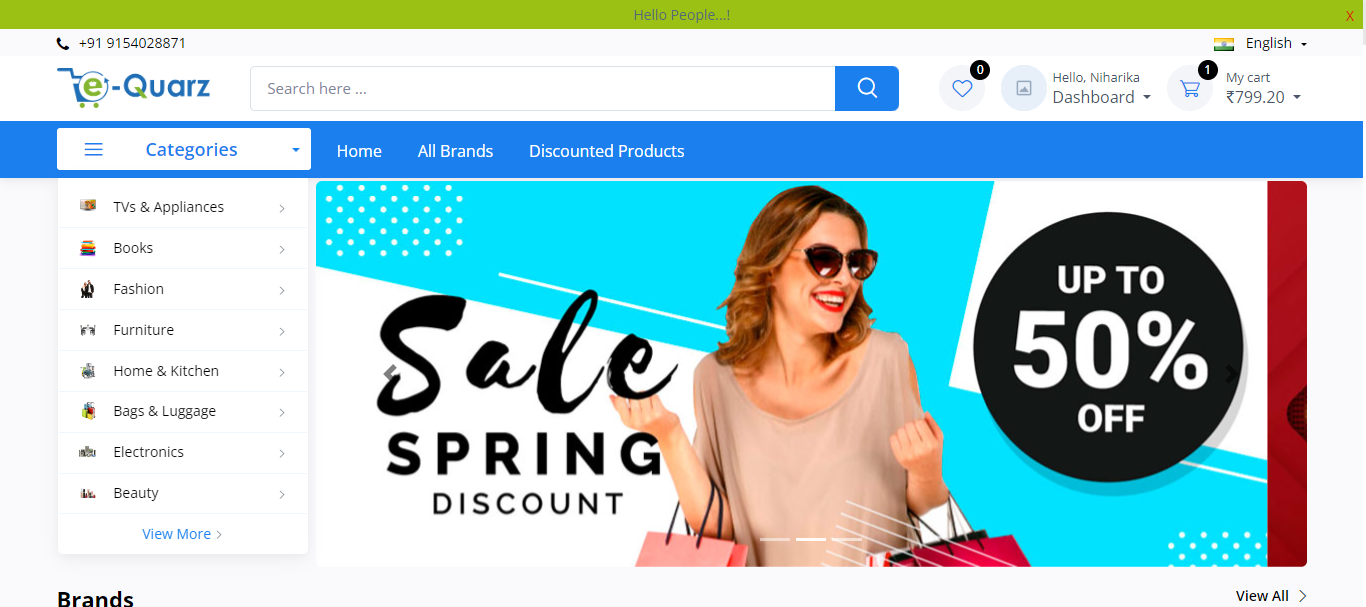 Hello People...!
X
+91 9154028871
English
e-Quarz
Search here ...
0
Hello, Niharika
Dashboard
1
My cart
₹799.20
Categories
Home
All Brands
Discounted Products
TVs & Appliances
Books
Fashion
Furniture
Home & Kitchen
Bags & Luggage
Electronics
Beauty
View More
Sale
SPRING
DISCOUNT
UP TO
50%
OFF
Brands
View All